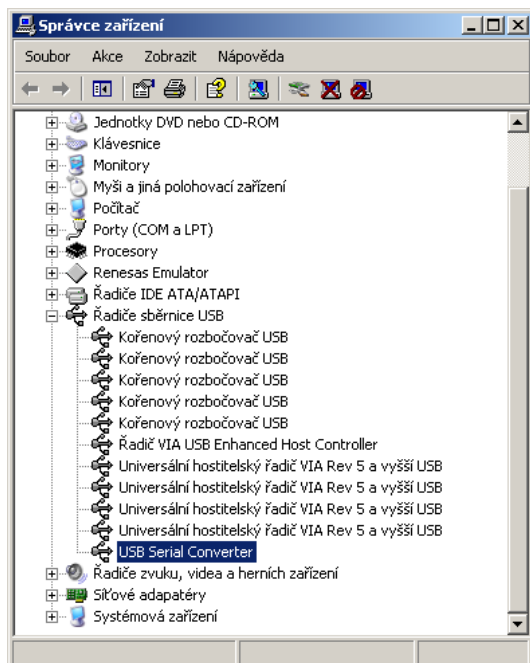 Správce zařízení
Soubor Akce Zobrazit Nápověda
Jednotky DVD nebo CD-ROM
Klávesnice
Monitory
Myši a jiná polohovací zařízení
Počítač
Porty (COM a LPT)
Procesory
Renesas Emulator
Řadiče IDE ATA/ATAPI
Řadiče sběrnice USB
Kořenový rozbočovač USB
Kořenový rozbočovač USB
Kořenový rozbočovač USB
Kořenový rozbočovač USB
Kořenový rozbočovač USB
Řadič VIA USB Enhanced Host Controller
Universální hostitelský řadič VIA Rev 5 a vyšší USB
Universální hostitelský řadič VIA Rev 5 a vyšší USB
Universální hostitelský řadič VIA Rev 5 a vyšší USB
Universální hostitelský řadič VIA Rev 5 a vyšší USB
USB Serial Converter
Řadiče zvuku, videa a herních zařízení
Síťové adaptéry
Systémová zařízení